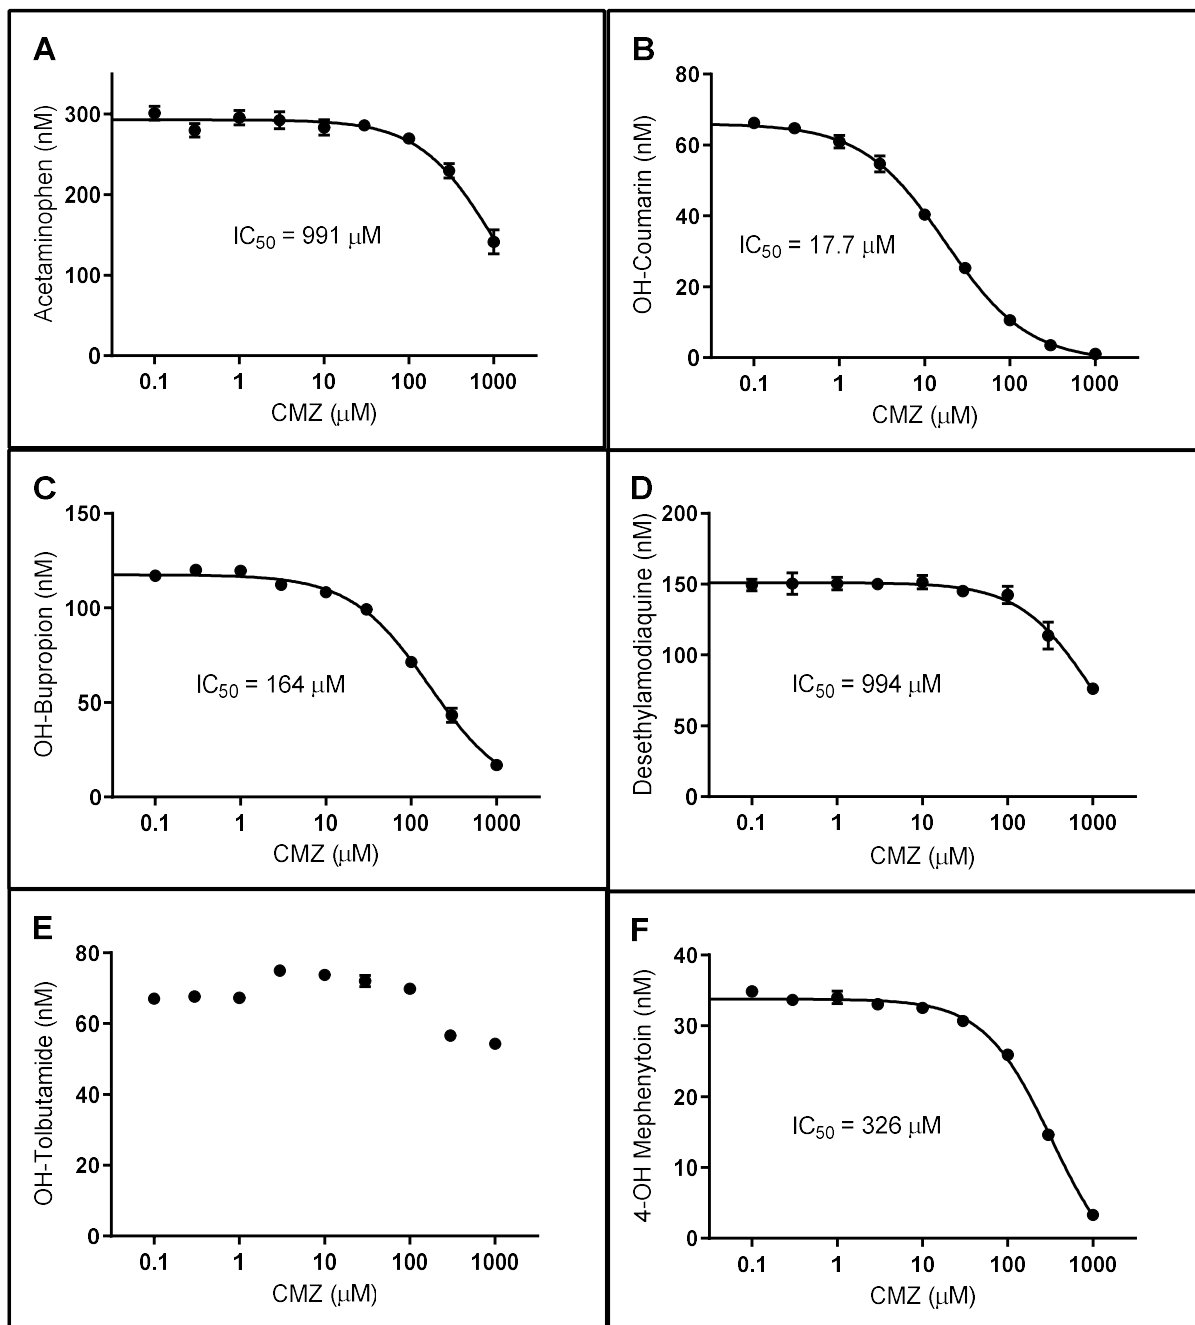 A
Acetaminophen (nM)
300
200
100
0
IC50 = 991 μM
0.1 1 10 100 1000
CMZ (μM)
B
OH-Coumarin (nM)
80
60
40
20
0
IC50 = 17.7 μM
0.1 1 10 100 1000
CMZ (μM)
C
OH-Bupropion (nM)
150
100
50
0
IC50 = 164 μM
0.1 1 10 100 1000
CMZ (μM)
D
Desethylamodiaquine (nM)
200
150
100
50
0
IC50 = 994 μM
0.1 1 10 100 1000
CMZ (μM)
E
OH-Tolbutamide (nM)
80
60
40
20
0
0.1 1 10 100 1000
CMZ (μM)
F
4-OH Mephenytoin (nM)
40
30
20
10
0
IC50 = 326 μM
0.1 1 10 100 1000
CMZ (μM)